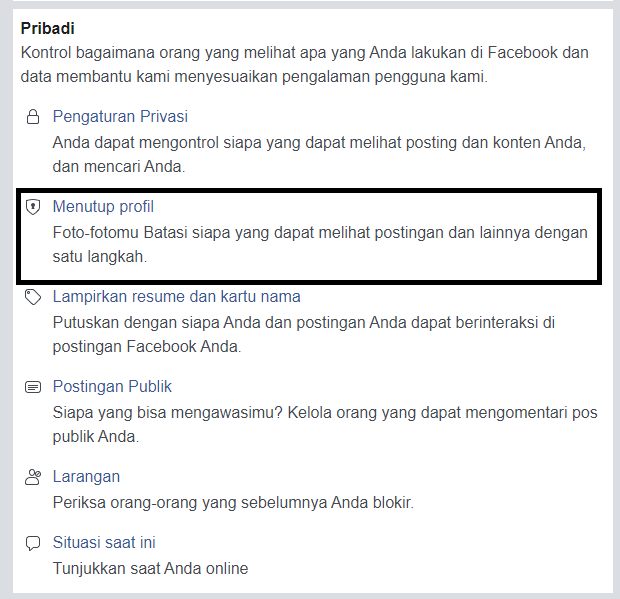 Pribadi
Kontrol bagaimana orang yang melihat apa yang Anda lakukan di Facebook dan
data membantu kami menyesuaikan pengalaman pengguna kami.
Pengaturan Privasi
Anda dapat mengontrol siapa yang dapat melihat posting dan konten Anda,
dan mencari Anda.
Menutup profil
Foto-fotomu Batasi siapa yang dapat melihat postingan dan lainnya dengan
satu langkah.
Lampirkan resume dan kartu nama
Putuskan dengan siapa Anda dan postingan Anda dapat berinteraksi di
postingan Facebook Anda.
Postingan Publik
Siapa yang bisa mengawasimu? Kelola orang yang dapat mengomentari pos
publik Anda.
Larangan
Periksa orang-orang yang sebelumnya Anda blokir.
Situasi saat ini
Tunjukkan saat Anda online